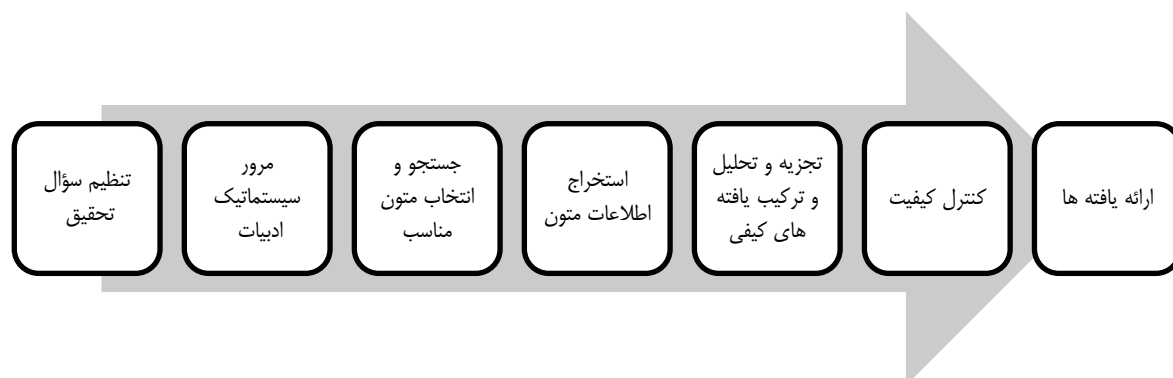 تنظیم سؤال
تحقیق
مرور
سیستماتیک
ادبیات
جستجو و
انتخاب متون
مناسب
استخراج
اطلاعات متون
تجزیه و تحلیل
و ترکیب یافته
های کیفی
کنترل کیفیت
ارائه یافته ها